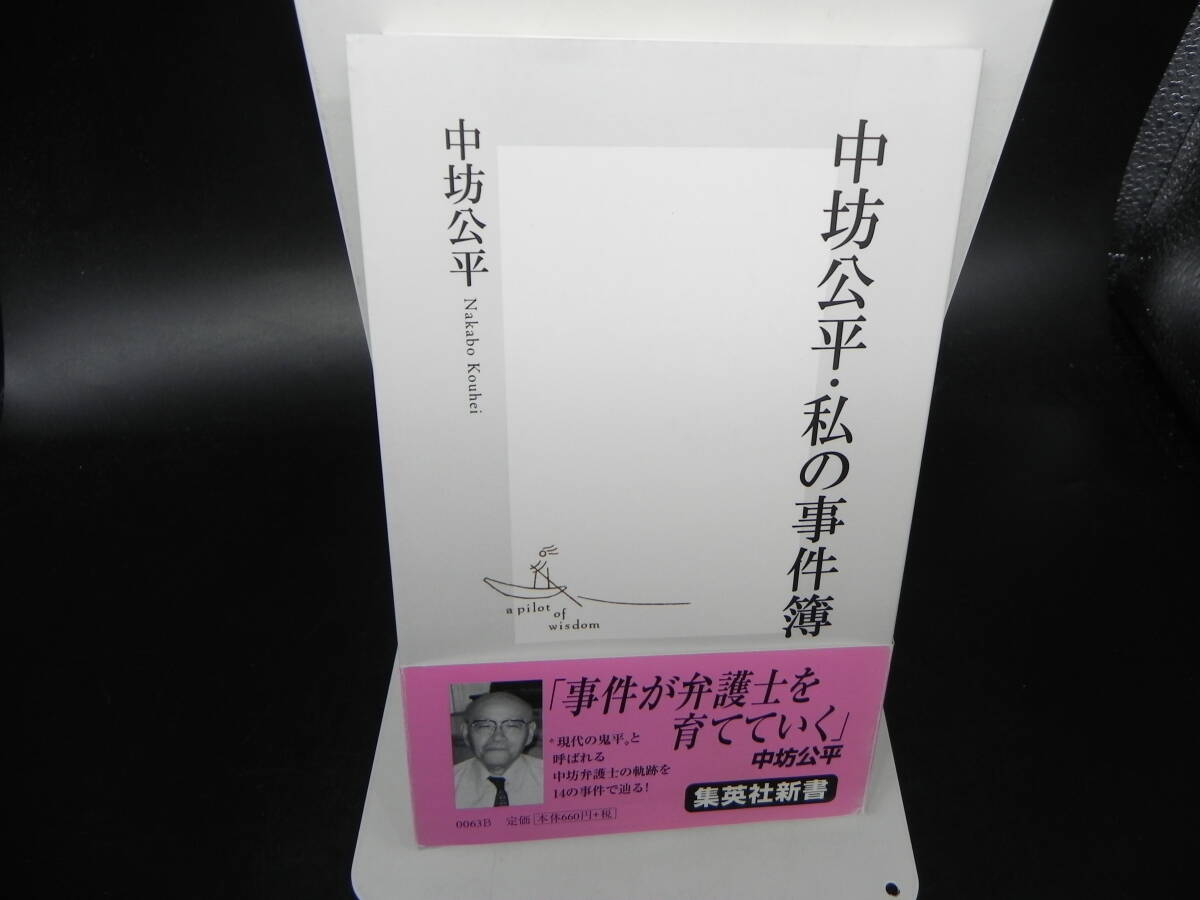 中坊公平・私の事件簿
中坊公平
Nakabo Kouhei
a pilot
of
wisdom
「事件が弁護士を
育てていく」
中坊公平
〝現代の鬼平〟と
呼ばれる
中坊弁護士の軌跡を
14の事件で辿る!
集英社新書
0063B 定価 本体660円+税